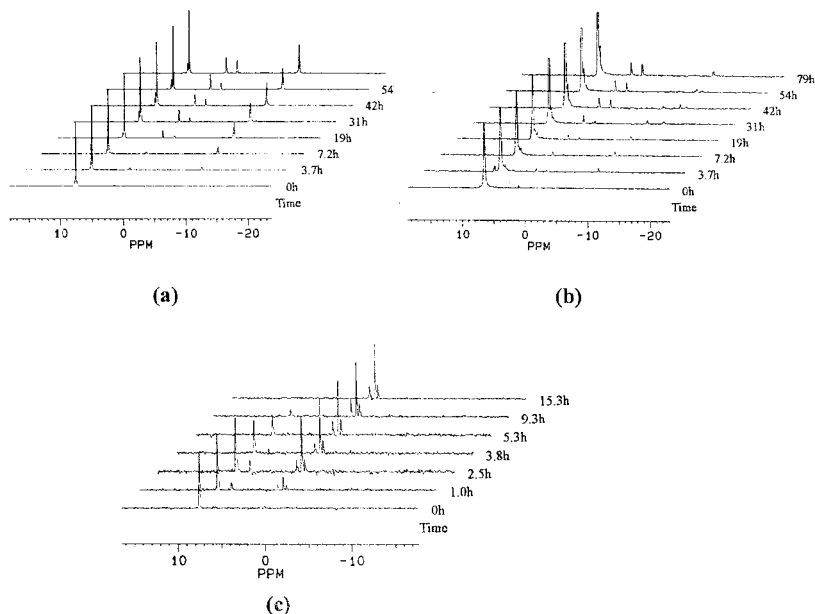 54
42h
31h
19h
7.2h
3.7h
0h
Time
10 0 -10 -20
PPM
(a)
79h
54h
42h
31h
19h
7.2h
3.7h
0h
Time
10 0 -10 -20
PPM
(b)
15.3h
9.3h
5.3h
3.8h
2.5h
1.0h
0h
Time
10 0 -10
PPM
(c)